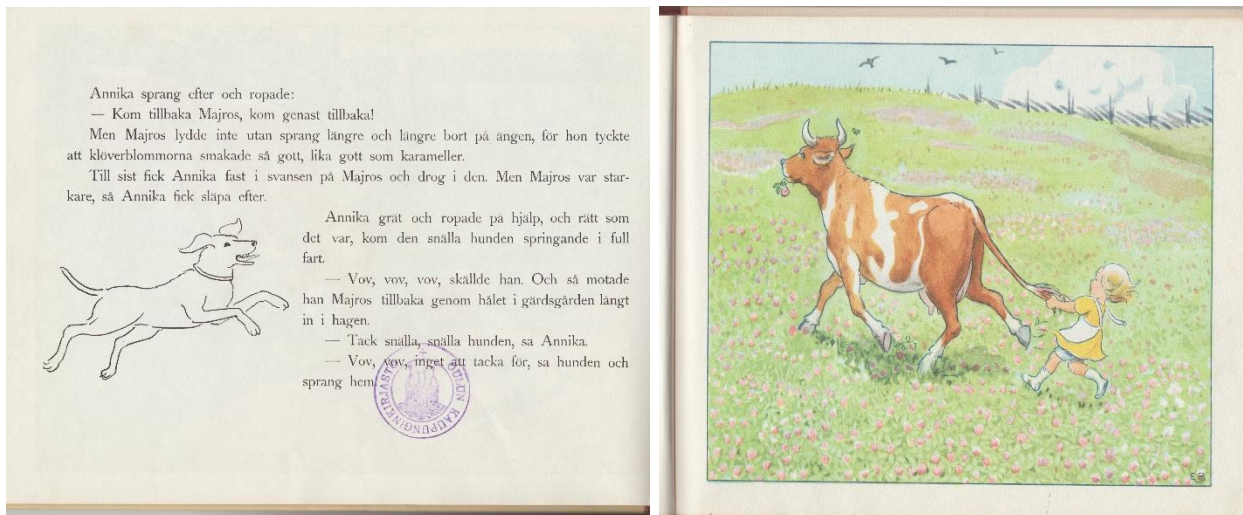 Annika sprang efter och ropade:
— Kom tillbaka Majros, kom genast tillbaka!
Men Majros lydde inte utan sprang längre och längre bort på ängen, för hon tyckte
att klöverblommorna smakade så gott, lika gott som karameller.
Till sist fick Annika fast i svansen på Majros och drog i den. Men Majros var star-
kare, så Annika fick släpa efter.
Annika grät och ropade på hjälp, och rätt som
det var, kom den snälla hunden springande i full
fart.
— Vov, vov, vov, skällde han. Och så motade
han Majros tillbaka genom hålet i gärdsgården långt
in i hagen.
— Tack snälla, snälla hunden, sa Annika.
— Vov, vov, inget att tacka för, sa hunden och
sprang hem.
OULUN KAUPUNGINKIRJASTO
EB